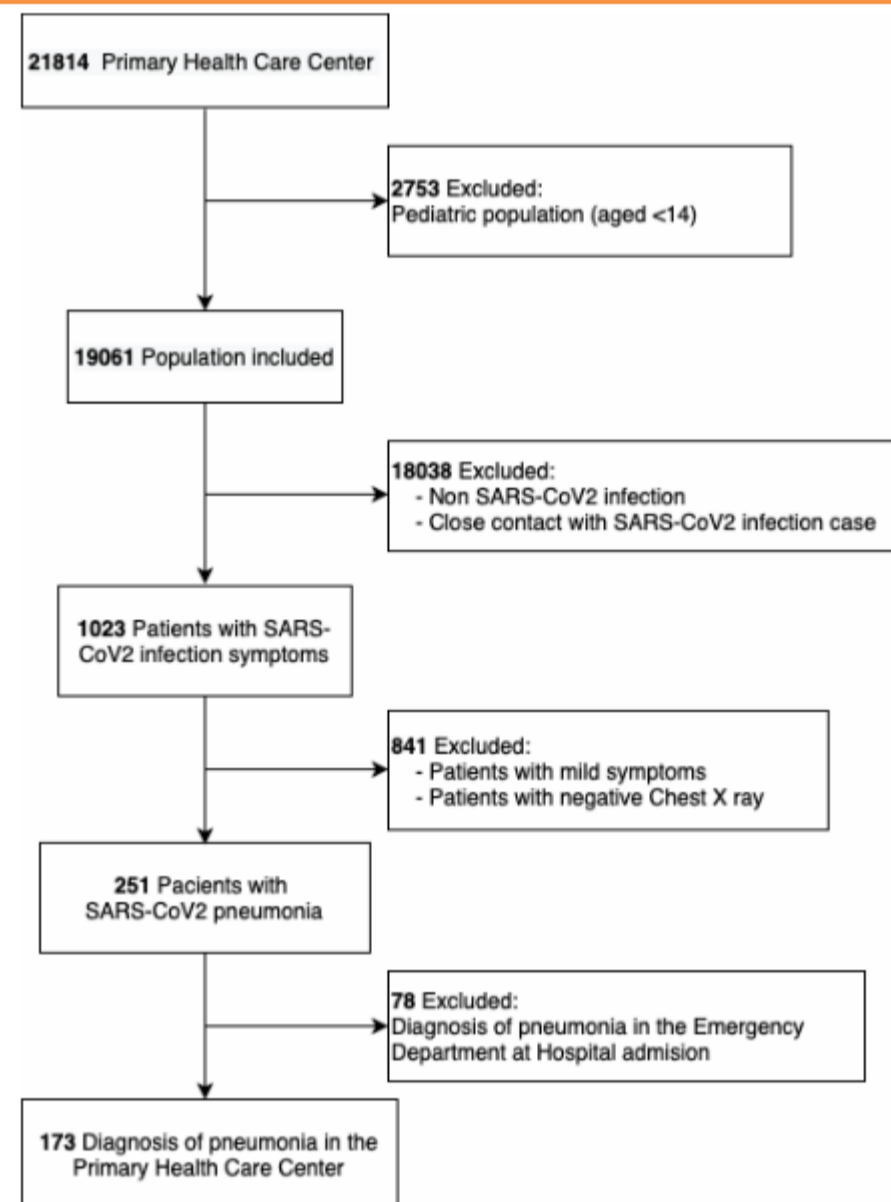 21814 Primary Health Care Center
2753 Excluded:
Pediatric population (aged <14)
19061 Population included
18038 Excluded:
- Non SARS-CoV2 infection
- Close contact with SARS-CoV2 infection case
1023 Patients with SARS-
CoV2 infection symptoms
841 Excluded:
- Patients with mild symptoms
- Patients with negative Chest X ray
251 Pacients with
SARS-CoV2 pneumonia
78 Excluded:
Diagnosis of pneumonia in the Emergency
Department at Hospital admision
173 Diagnosis of pneumonia in the
Primary Health Care Center